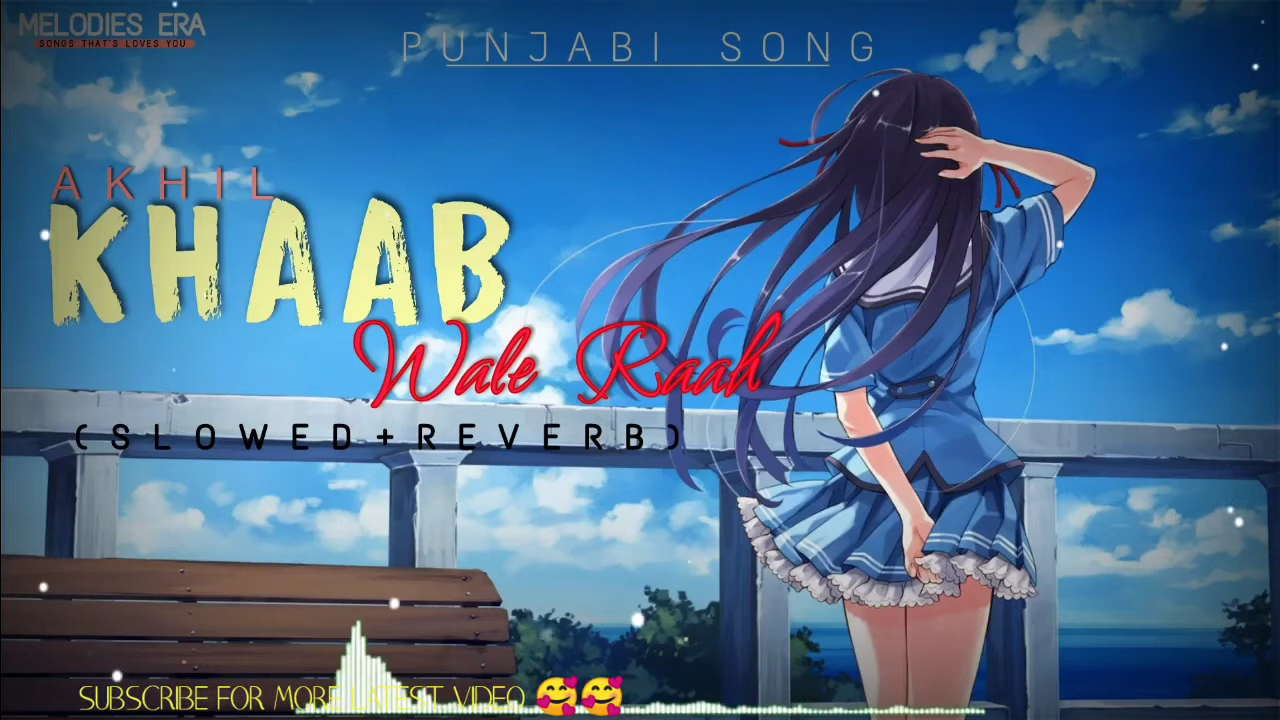 MELODIES ERA
SONGS THAT'S LOVES YOU
PUNJABI SONG
AKHIL
KHAAB
Wale Raah
(SLOWED+REVERB)
SUBSCRIBE FOR MORE LATEST VIDEO 🥰🥰